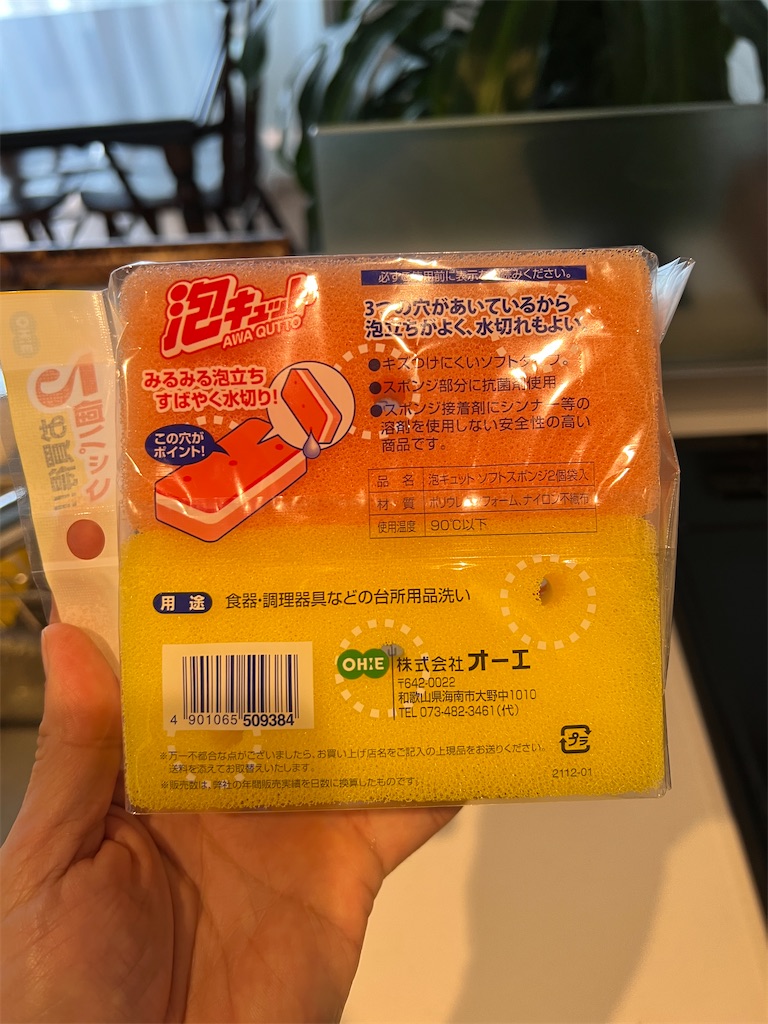 泡キュット
AWA QUTTO
みるみる泡立ち
すばやく水切り!
この穴が
ポイント!
必ずご使用前に表示をお読みください。
3つの穴があいているから
泡立ちがよく、水切れもよい
●キズつけにくいソフトタイプ。
●スポンジ部分に抗菌剤使用
●スポンジ接着剤にシンナー等の
溶剤を使用しない安全性の高い
商品です。
品 名 泡キュット ソフトスポンジ2個袋入
材 質 ポリウレタンフォーム、ナイロン不織布
使用温度 90℃以下
用 途 食器・調理器具などの台所用品洗い
4 901065 509384
OHE 株式会社 オーエ
〒642-0022
和歌山県海南市大野中1010
TEL 073-482-3461(代)
プラ
※万一不都合な点がございましたら、お買い上げ店名をご記入の上現品をお送りください。
送料を添えてお取替えいたします。
※販売数は、弊社の年間販売実績を日数に換算したものです。
2112-01
OHE
2個パック
お買得!!